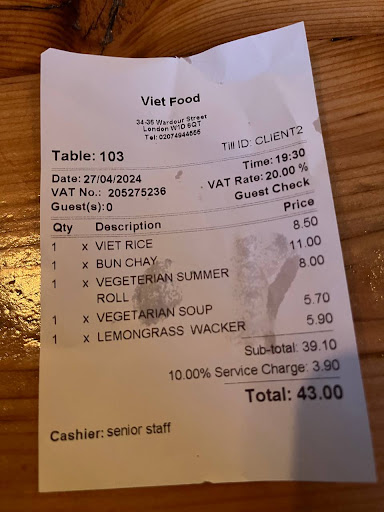 Viet Food
34-36 Wardour Street
London W1D 6QT
Tel: 02074944555
Till ID: CLIENT2
Table: 103
Date: 27/04/2024 Time: 19:30
VAT No.: 205275236 VAT Rate: 20.00 %
Guest(s):0 Guest Check
Qty Description Price
1 x VIET RICE 8.50
1 x BUN CHAY 11.00
1 x VEGETERIAN SUMMER 8.00
ROLL
1 x VEGETARIAN SOUP 5.70
1 x LEMONGRASS WACKER 5.90
Sub-total: 39.10
10.00% Service Charge: 3.90
Total: 43.00
Cashier: senior staff